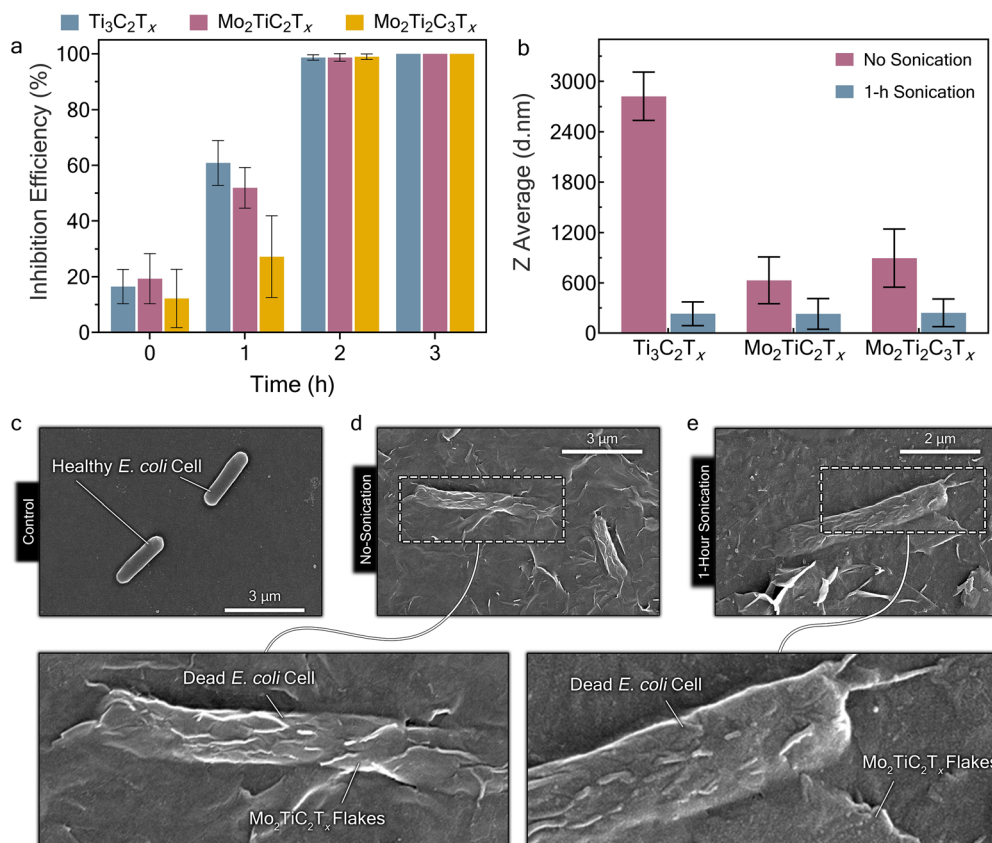 Ti₃C₂Tₓ Mo₂TiC₂Tₓ Mo₂Ti₂C₃Tₓ
a
Inhibition Efficiency (%)
100
80
60
40
20
0
0 1 2 3
Time (h)
b
Z Average (d.nm)
3000
2400
1800
1200
600
0
No Sonication
1-h Sonication
Ti₃C₂Tₓ Mo₂TiC₂Tₓ Mo₂Ti₂C₃Tₓ
c
Control
Healthy E. coli Cell
3 µm
d
No-Sonication
3 µm
e
1-Hour Sonication
2 µm
Dead E. coli Cell
Mo₂TiC₂Tₓ Flakes
Dead E. coli Cell
Mo₂TiC₂Tₓ Flakes